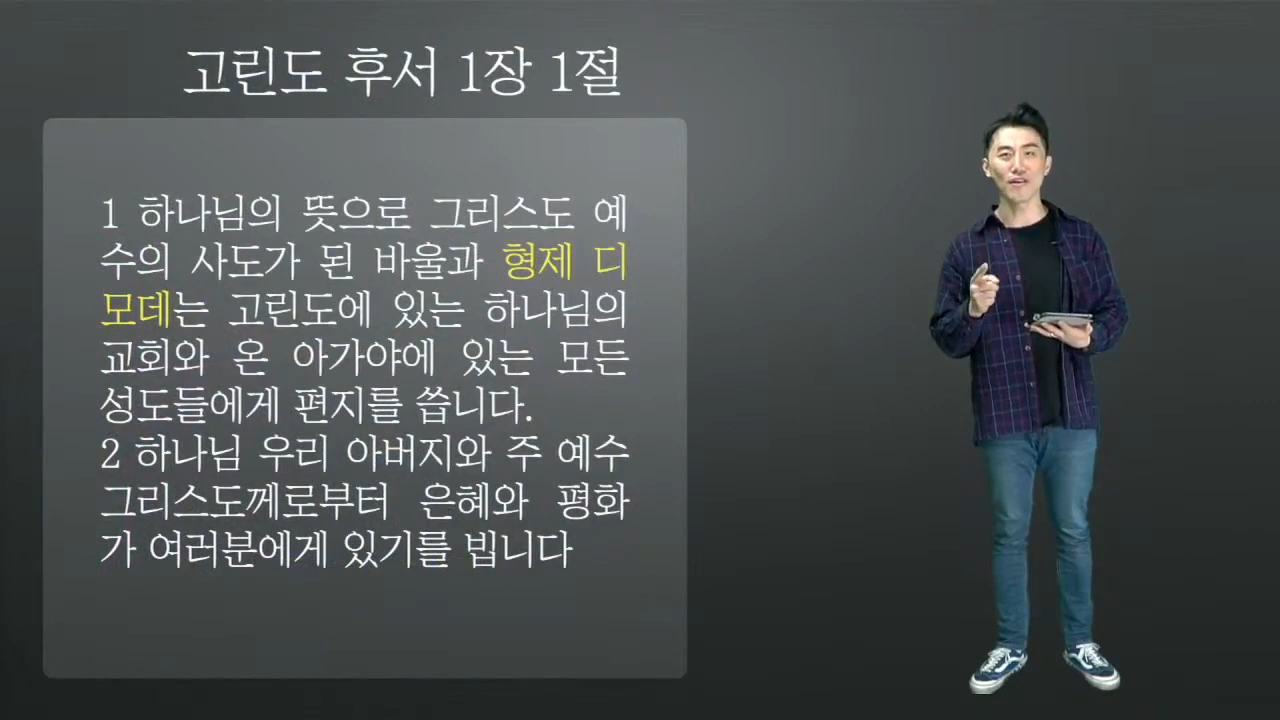 고린도 후서 1장 1절
1 하나님의 뜻으로 그리스도 예
수의 사도가 된 바울과 형제 디
모데는 고린도에 있는 하나님의
교회와 온 아가야에 있는 모든
성도들에게 편지를 씁니다.
2 하나님 우리 아버지와 주 예수
그리스도께로부터 은혜와 평화
가 여러분에게 있기를 빕니다